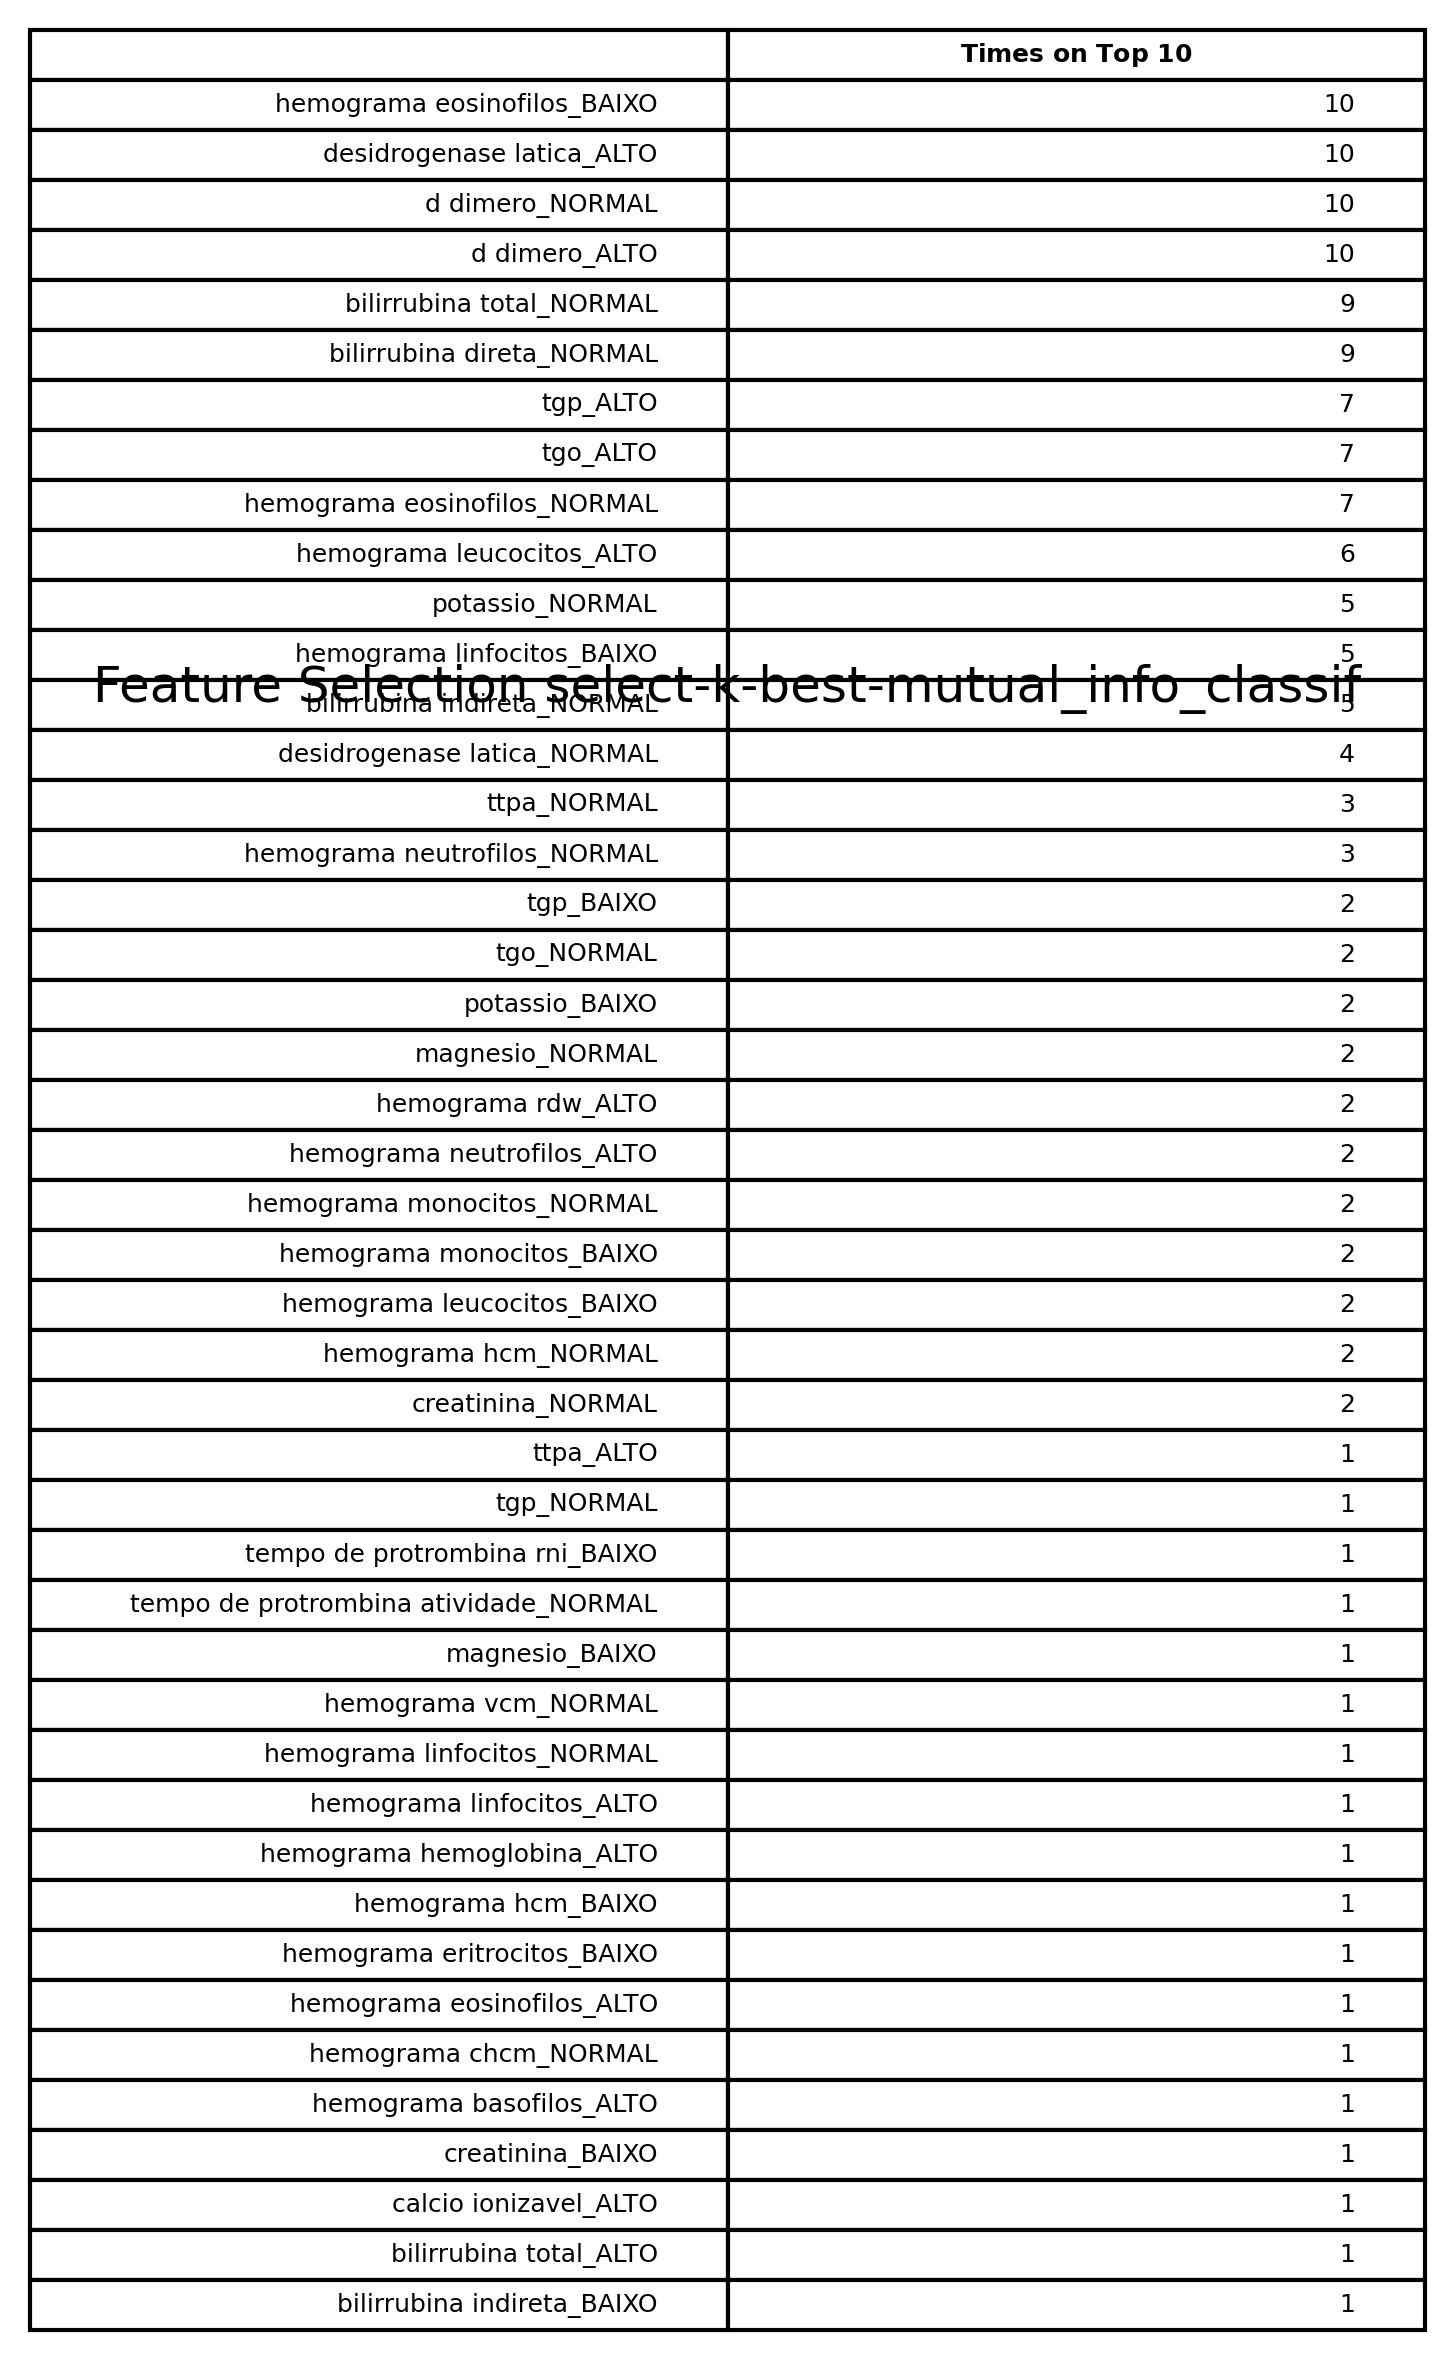 Times on Top 10
hemograma eosinofilos_BAIXO 10
desidrogenase latica_ALTO 10
d dimero_NORMAL 10
d dimero_ALTO 10
bilirrubina total_NORMAL 9
bilirrubina direta_NORMAL 9
tgp_ALTO 7
tgo_ALTO 7
hemograma eosinofilos_NORMAL 7
hemograma leucocitos_ALTO 6
potassio_NORMAL 5
hemograma linfocitos_BAIXO 5
Feature Selection select-k-best-mutual_info_classif
bilirrubina indireta_NORMAL 5
desidrogenase latica_NORMAL 4
ttpa_NORMAL 3
hemograma neutrofilos_NORMAL 3
tgp_BAIXO 2
tgo_NORMAL 2
potassio_BAIXO 2
magnesio_NORMAL 2
hemograma rdw_ALTO 2
hemograma neutrofilos_ALTO 2
hemograma monocitos_NORMAL 2
hemograma monocitos_BAIXO 2
hemograma leucocitos_BAIXO 2
hemograma hcm_NORMAL 2
creatinina_NORMAL 2
ttpa_ALTO 1
tgp_NORMAL 1
tempo de protrombina rni_BAIXO 1
tempo de protrombina atividade_NORMAL 1
magnesio_BAIXO 1
hemograma vcm_NORMAL 1
hemograma linfocitos_NORMAL 1
hemograma linfocitos_ALTO 1
hemograma hemoglobina_ALTO 1
hemograma hcm_BAIXO 1
hemograma eritrocitos_BAIXO 1
hemograma eosinofilos_ALTO 1
hemograma chcm_NORMAL 1
hemograma basofilos_ALTO 1
creatinina_BAIXO 1
calcio ionizavel_ALTO 1
bilirrubina total_ALTO 1
bilirrubina indireta_BAIXO 1